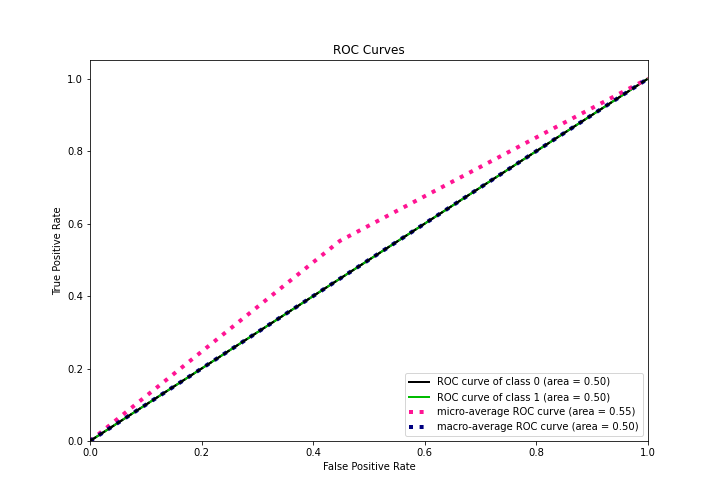 ROC Curves
1.0
0.8
0.6
0.4
0.2
0.0
True Positive Rate
0.0 0.2 0.4 0.6 0.8 1.0
False Positive Rate
ROC curve of class 0 (area = 0.50)
ROC curve of class 1 (area = 0.50)
micro-average ROC curve (area = 0.55)
macro-average ROC curve (area = 0.50)